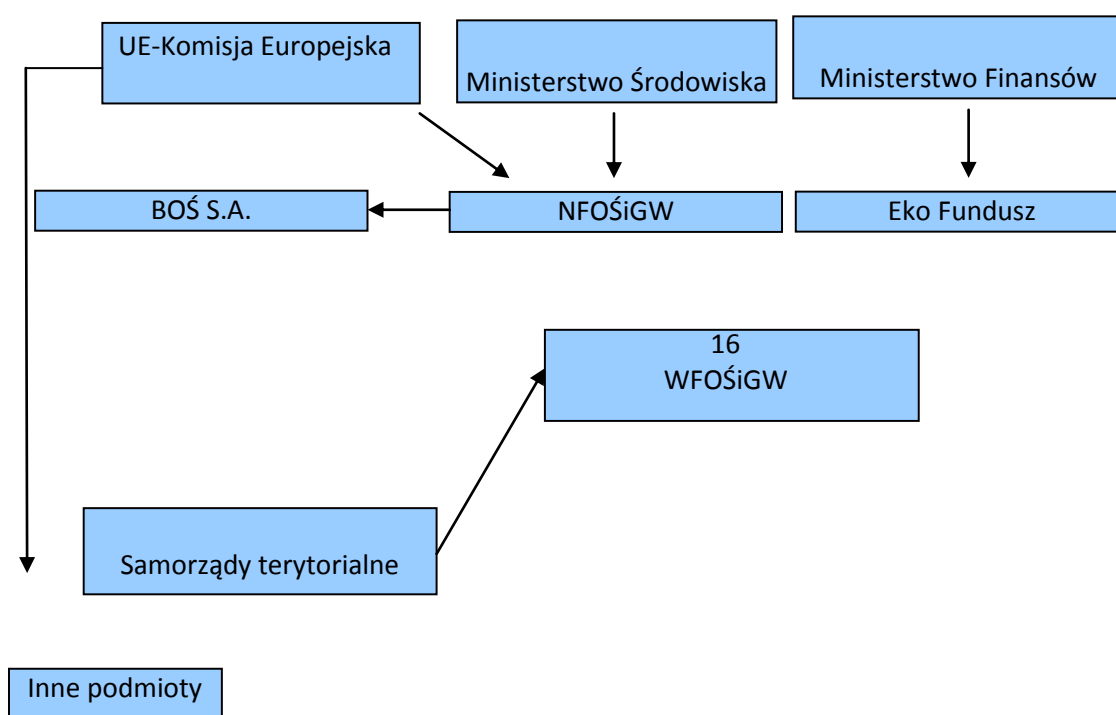 UE-Komisja Europejska
Ministerstwo Środowiska
Ministerstwo Finansów
BOŚ S.A.
NFOŚiGW
Eko Fundusz
16
WFOŚiGW
Samorządy terytorialne
Inne podmioty